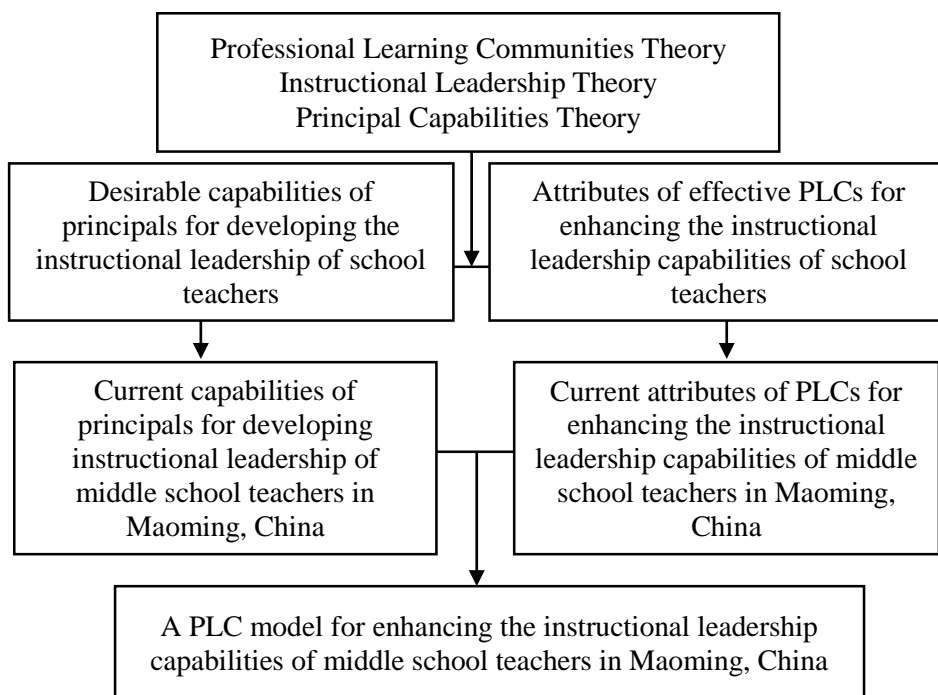 Professional Learning Communities Theory
Instructional Leadership Theory
Principal Capabilities Theory
Desirable capabilities of
principals for developing the
instructional leadership of school
teachers
Attributes of effective PLCs for
enhancing the instructional
leadership capabilities of school
teachers
Current capabilities of
principals for developing
instructional leadership of
middle school teachers in
Maoming, China
Current attributes of PLCs for
enhancing the instructional
leadership capabilities of middle
school teachers in Maoming,
China
A PLC model for enhancing the instructional leadership
capabilities of middle school teachers in Maoming, China